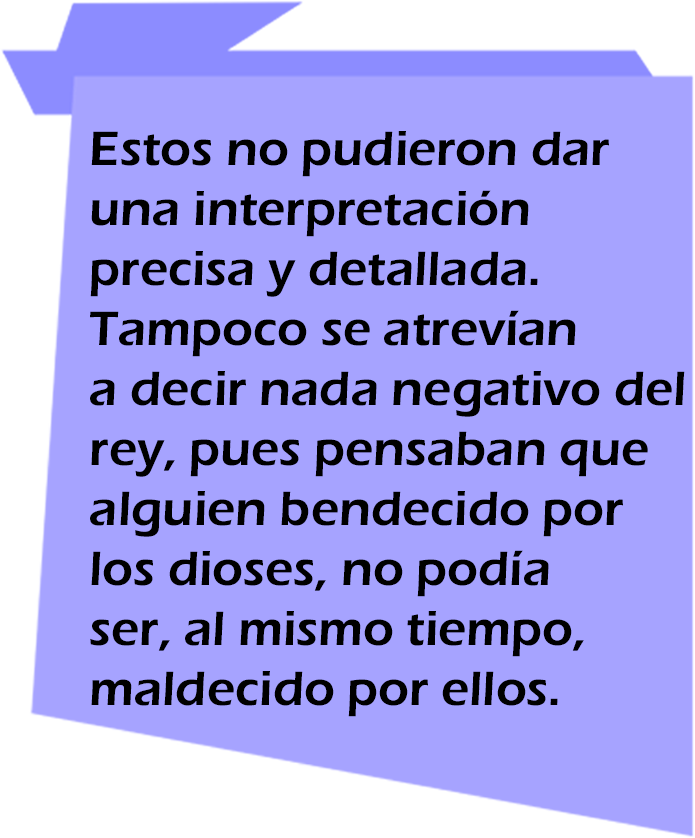 Estos no pudieron dar
una interpretación
precisa y detallada.
Tampoco se atrevían
a decir nada negativo del
rey, pues pensaban que
alguien bendecido por
los dioses, no podía
ser, al mismo tiempo,
maldecido por ellos.